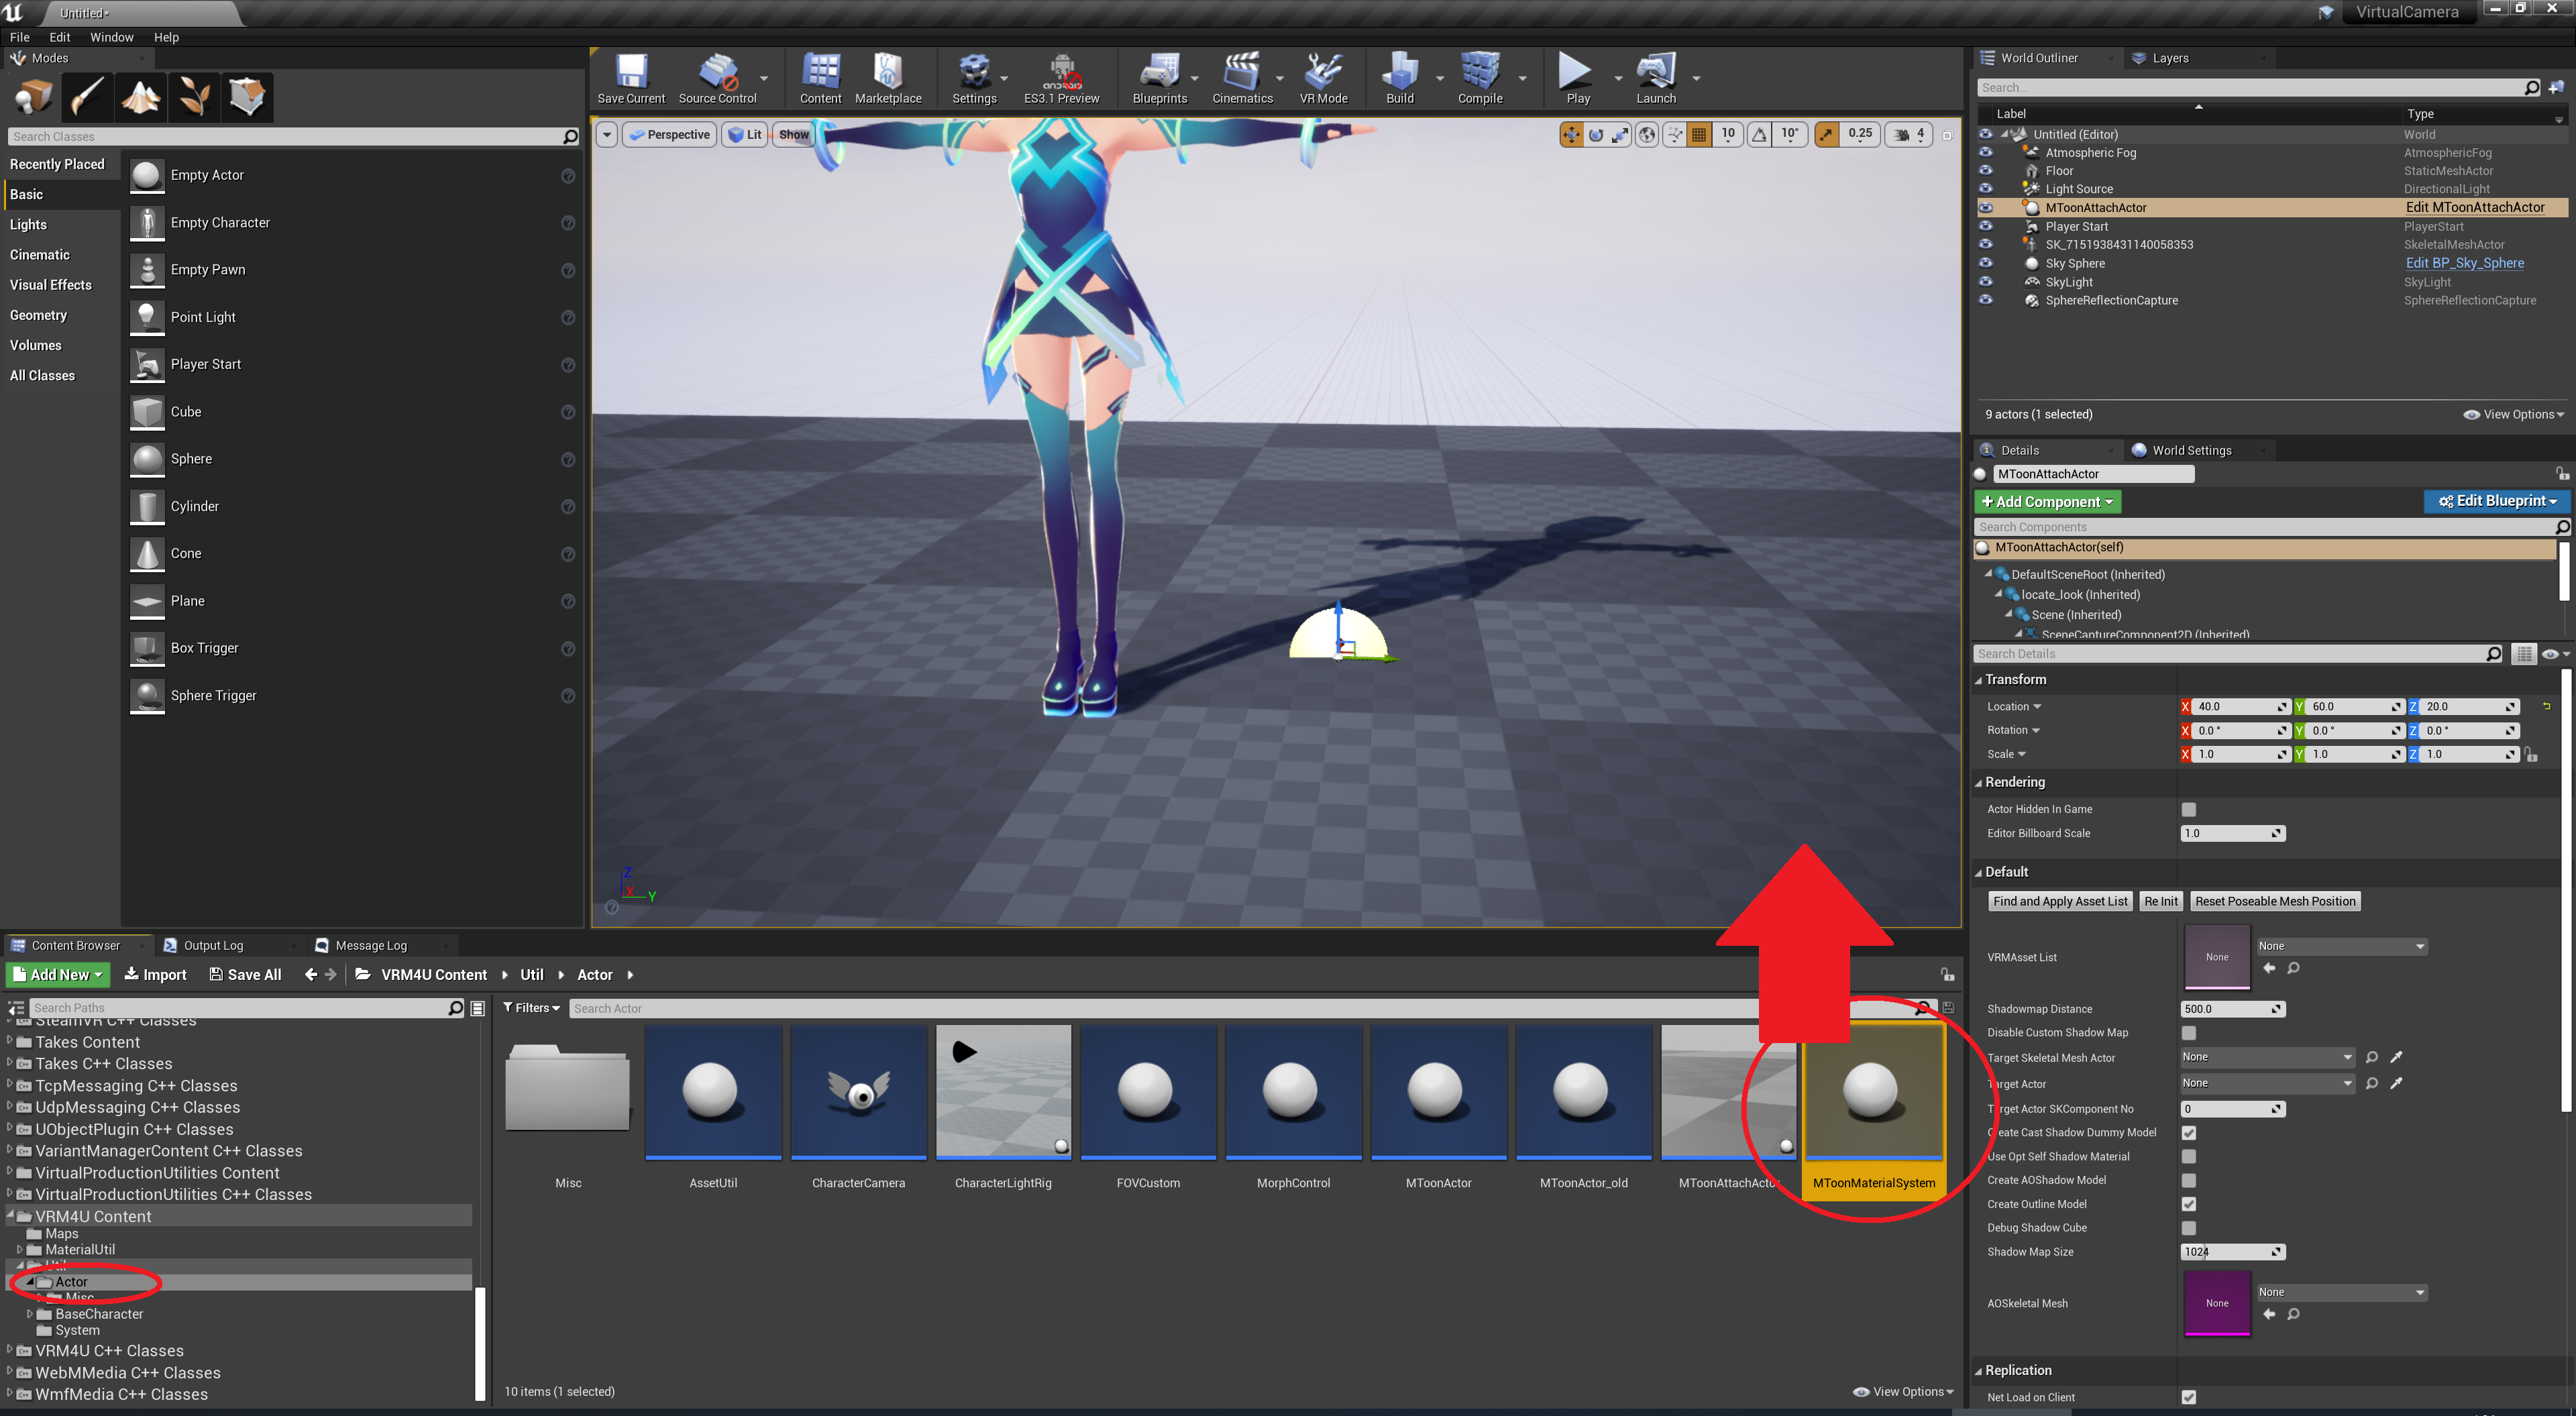 Untitled•
VirtualCamera
File Edit Window Help
Modes
Search Classes
Recently Placed
Basic
Lights
Cinematic
Visual Effects
Geometry
Volumes
All Classes
Empty Actor
Empty Character
Empty Pawn
Point Light
Player Start
Cube
Sphere
Cylinder
Cone
Plane
Box Trigger
Sphere Trigger
Save Current Source Control Content Marketplace Settings ES3.1 Preview Blueprints Cinematics VR Mode Build Compile Play Launch
Perspective Lit Show 10 10° 0.25 4
Z
X Y
World Outliner Layers
Search...
Label Type
Untitled (Editor) World
Atmospheric Fog AtmosphericFog
Floor StaticMeshActor
Light Source DirectionalLight
MToonAttachActor Edit MToonAttachActor
Player Start PlayerStart
SK_7151938431140058353 SkeletalMeshActor
Sky Sphere Edit BP_Sky_Sphere
SkyLight SkyLight
SphereReflectionCapture SphereReflectionCapture
9 actors (1 selected) View Options
Details World Settings
MToonAttachActor
+ Add Component Edit Blueprint
Search Components
MToonAttachActor(self)
DefaultSceneRoot (Inherited)
locate_look (Inherited)
Scene (Inherited)
SceneCaptureComponent2D (Inherited)
Search Details
Transform
Location X 40.0 Y 60.0 Z 20.0
Rotation X 0.0 ° Y 0.0 ° Z 0.0 °
Scale X 1.0 Y 1.0 Z 1.0
Rendering
Actor Hidden In Game
Editor Billboard Scale 1.0
Default
Find and Apply Asset List Re Init Reset Poseable Mesh Position
VRMAsset List None None
Shadowmap Distance 500.0
Disable Custom Shadow Map
Target Skeletal Mesh Actor None
Target Actor None
Target Actor SKComponent No 0
Create Cast Shadow Dummy Model
Use Opt Self Shadow Material
Create AOShadow Model
Create Outline Model
Debug Shadow Cube
Shadow Map Size 1024
AOSkeletal Mesh None None
Replication
Net Load on Client
Content Browser Output Log Message Log
Add New Import Save All VRM4U Content Util Actor
Search Paths
SteamVR C++ Classes
Takes Content
Takes C++ Classes
TcpMessaging C++ Classes
UdpMessaging C++ Classes
UObjectPlugin C++ Classes
VariantManagerContent C++ Classes
VirtualProductionUtilities Content
VirtualProductionUtilities C++ Classes
VRM4U Content
Maps
MaterialUtil
Util
Actor
Misc
BaseCharacter
System
VRM4U C++ Classes
WebMMedia C++ Classes
WmfMedia C++ Classes
Filters Search Actor
Misc AssetUtil CharacterCamera CharacterLightRig FOVCustom MorphControl MToonActor MToonActor_old MToonAttachActor MToonMaterialSystem
10 items (1 selected) View Options